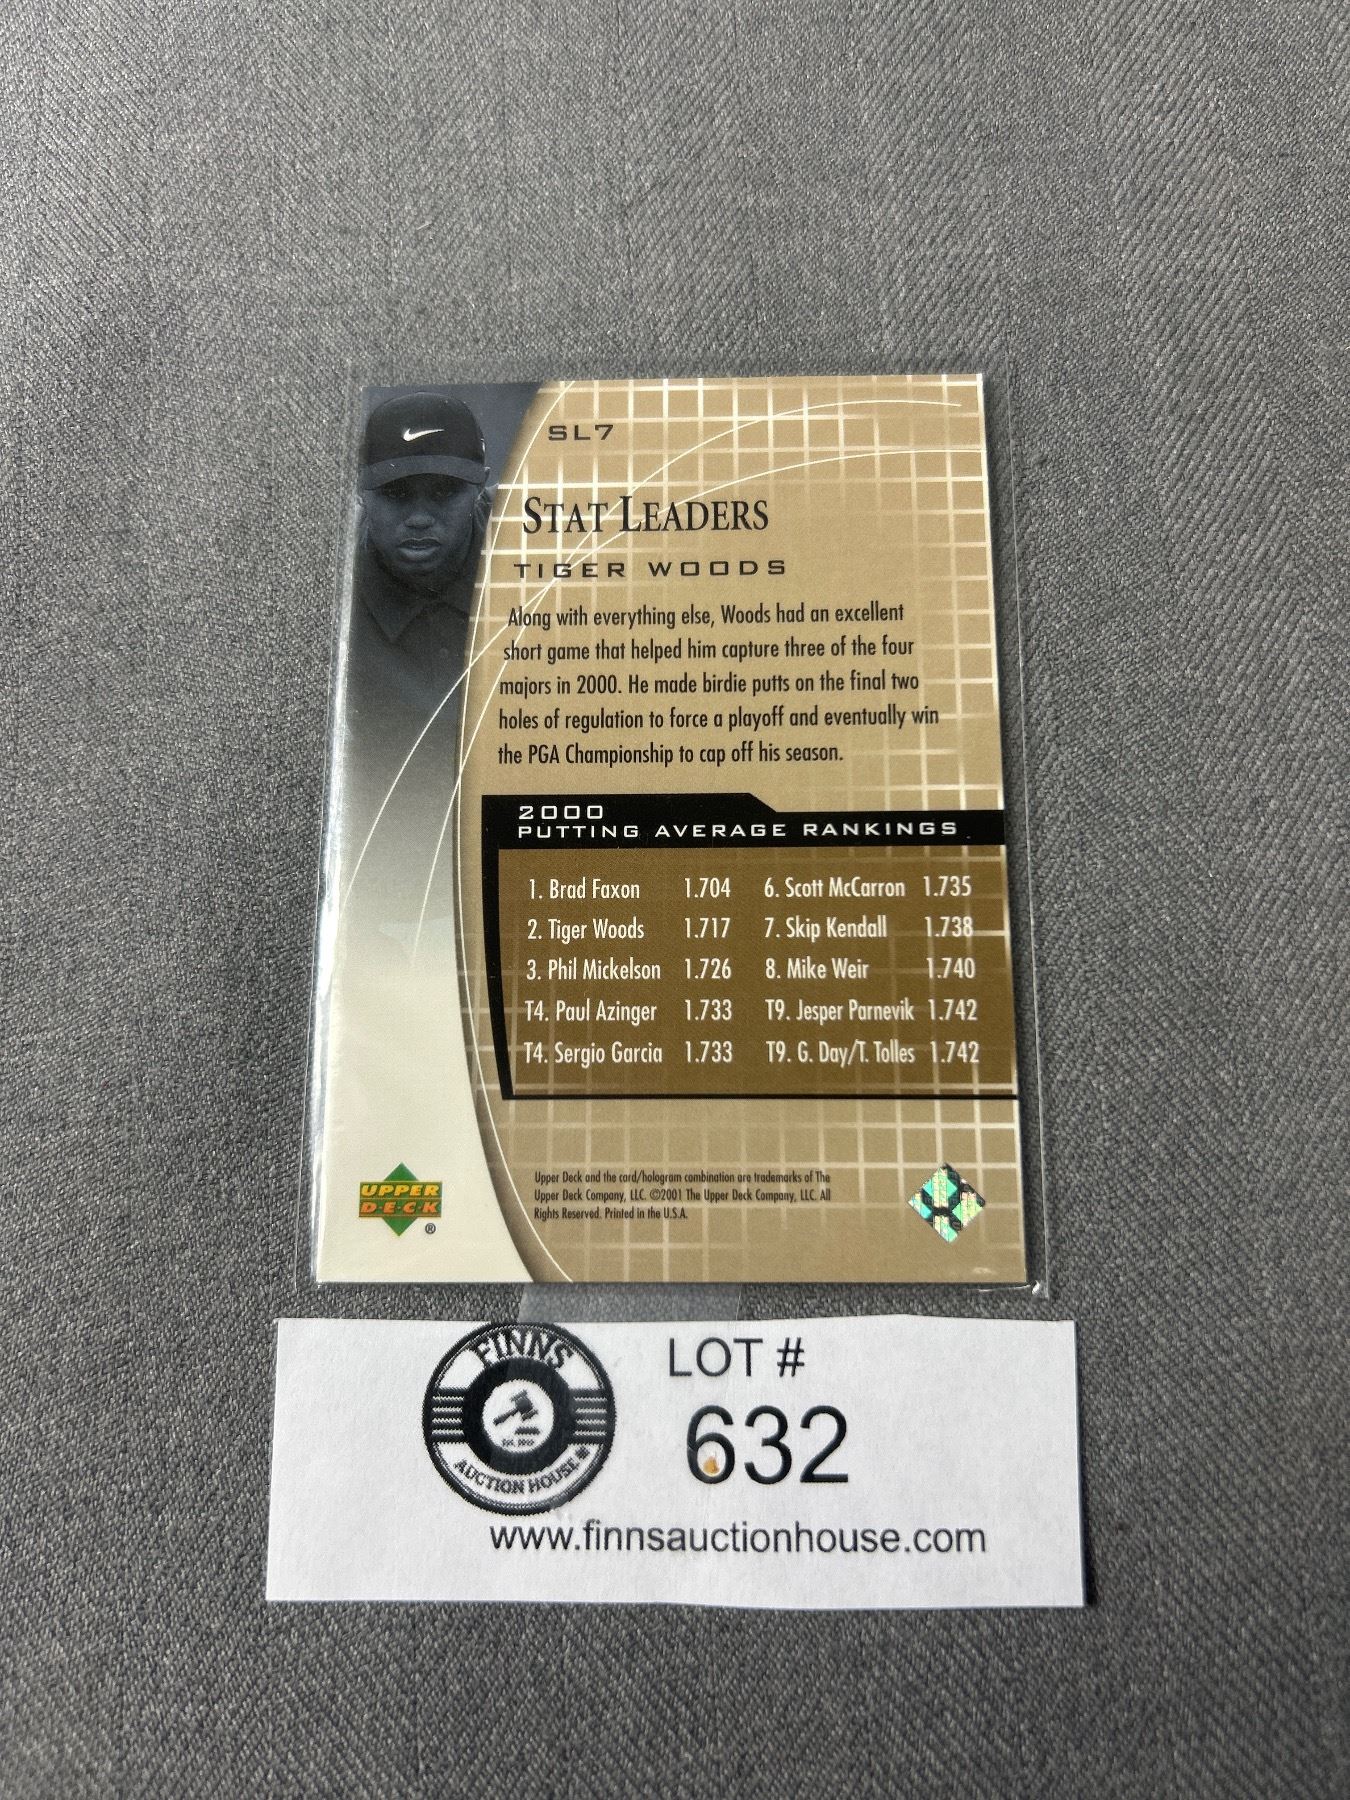 SL7
STAT LEADERS
TIGER WOODS
Along with everything else, Woods had an excellent
short game that helped him capture three of the four
majors in 2000. He made birdie putts on the final two
holes of regulation to force a playoff and eventually win
the PGA Championship to cap off his season.
2000
PUTTING AVERAGE RANKINGS
1. Brad Faxon 1.704 6. Scott McCarron 1.735
2. Tiger Woods 1.717 7. Skip Kendall 1.738
3. Phil Mickelson 1.726 8. Mike Weir 1.740
T4. Paul Azinger 1.733 T9. Jesper Parnevik 1.742
T4. Sergio Garcia 1.733 T9. G. Day/T. Tolles 1.742
Upper Deck and the card/hologram combination are trademarks of The
Upper Deck Company, LLC. ©2001 The Upper Deck Company, LLC. All
Rights Reserved. Printed in the U.S.A.
UPPER
D·E·C·K
®
FINNS
AUCTION HOUSE
LOT #
632
www.finnsauctionhouse.com